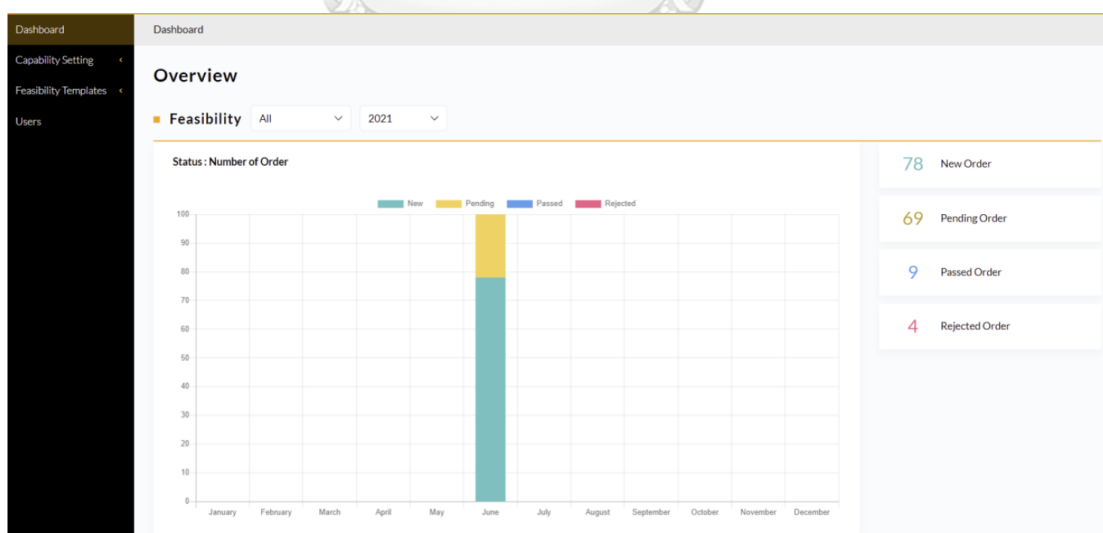 Dashboard
Capability Setting
Feasibility Templates
Users
Dashboard
Overview
Feasibility All 2021
Status : Number of Order
New Pending Passed Rejected
100
90
80
70
60
50
40
30
20
10
0
January February March April May June July August September October November December
78 New Order
69 Pending Order
9 Passed Order
4 Rejected Order